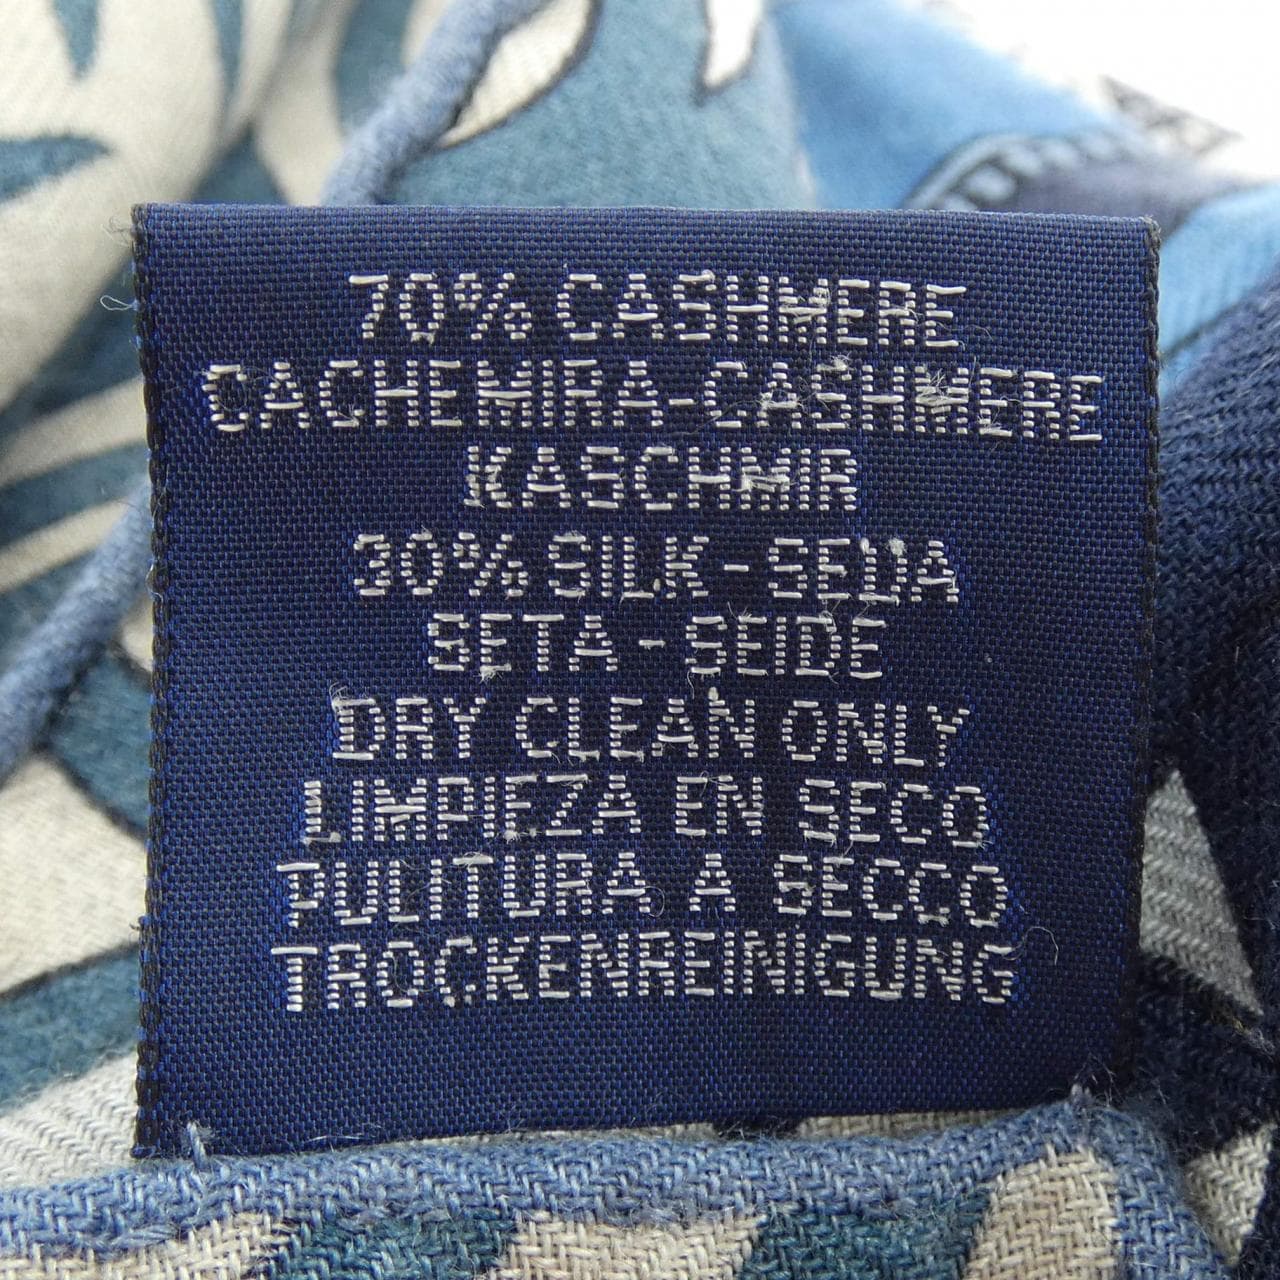 70% CASHMERE
CACHEMIRA-CASHMERE
KASCHMIR
30% SILK - SEDA
SETA - SEIDE
DRY CLEAN ONLY
LIMPIEZA EN SECO
PULITURA A SECCO
TROCKENREINIGUNG